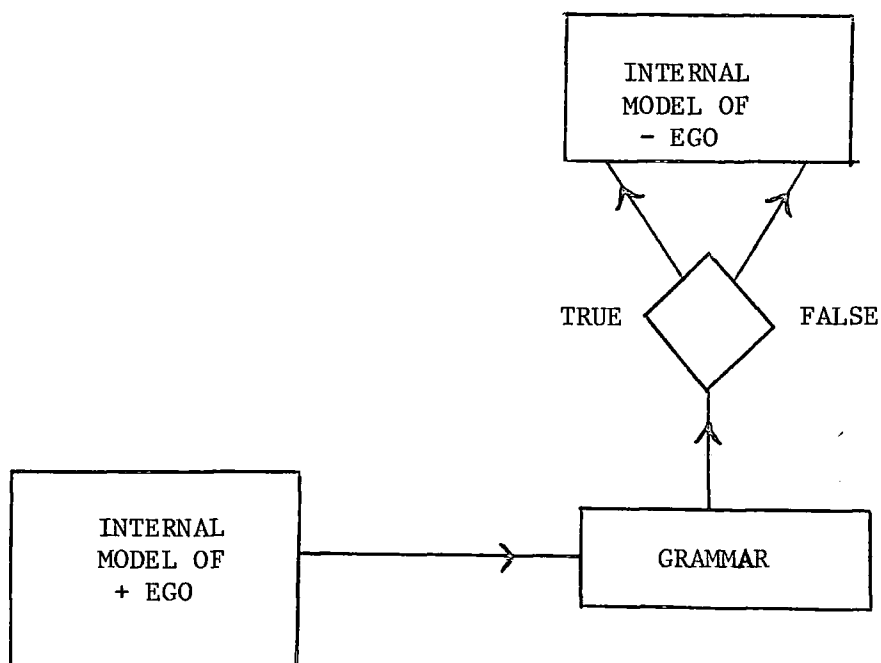 INTERNAL
MODEL OF
- EGO
TRUE
FALSE
INTERNAL
MODEL OF
+ EGO
GRAMMAR